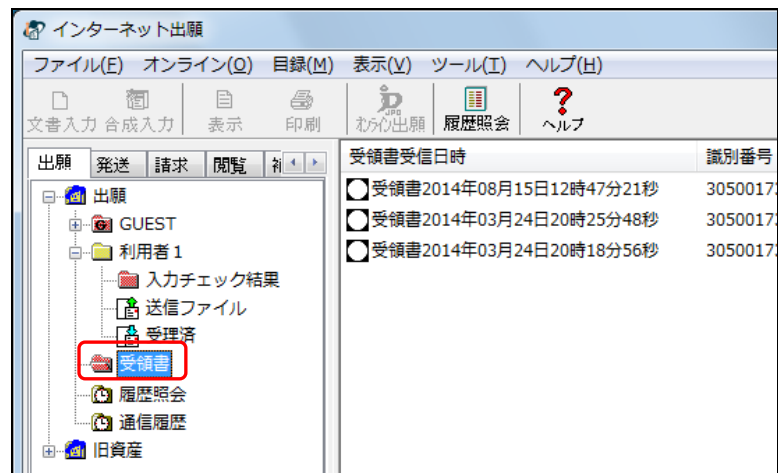 インターネット出願
ファイル(F) オンライン(O) 目録(M) 表示(V) ツール(T) ヘルプ(H)
文書入力 合成入力 表示 印刷 オンライン出願 履歴照会 ヘルプ
出願 発送 請求 閲覧
受領書受信日時 識別番号
出願
GUEST
利用者1
入力チェック結果
送信ファイル
受理済
受領書
履歴照会
通信履歴
旧資産
受領書2014年08月15日12時47分21秒 3050017
受領書2014年03月24日20時25分48秒 3050017
受領書2014年03月24日20時18分56秒 3050017